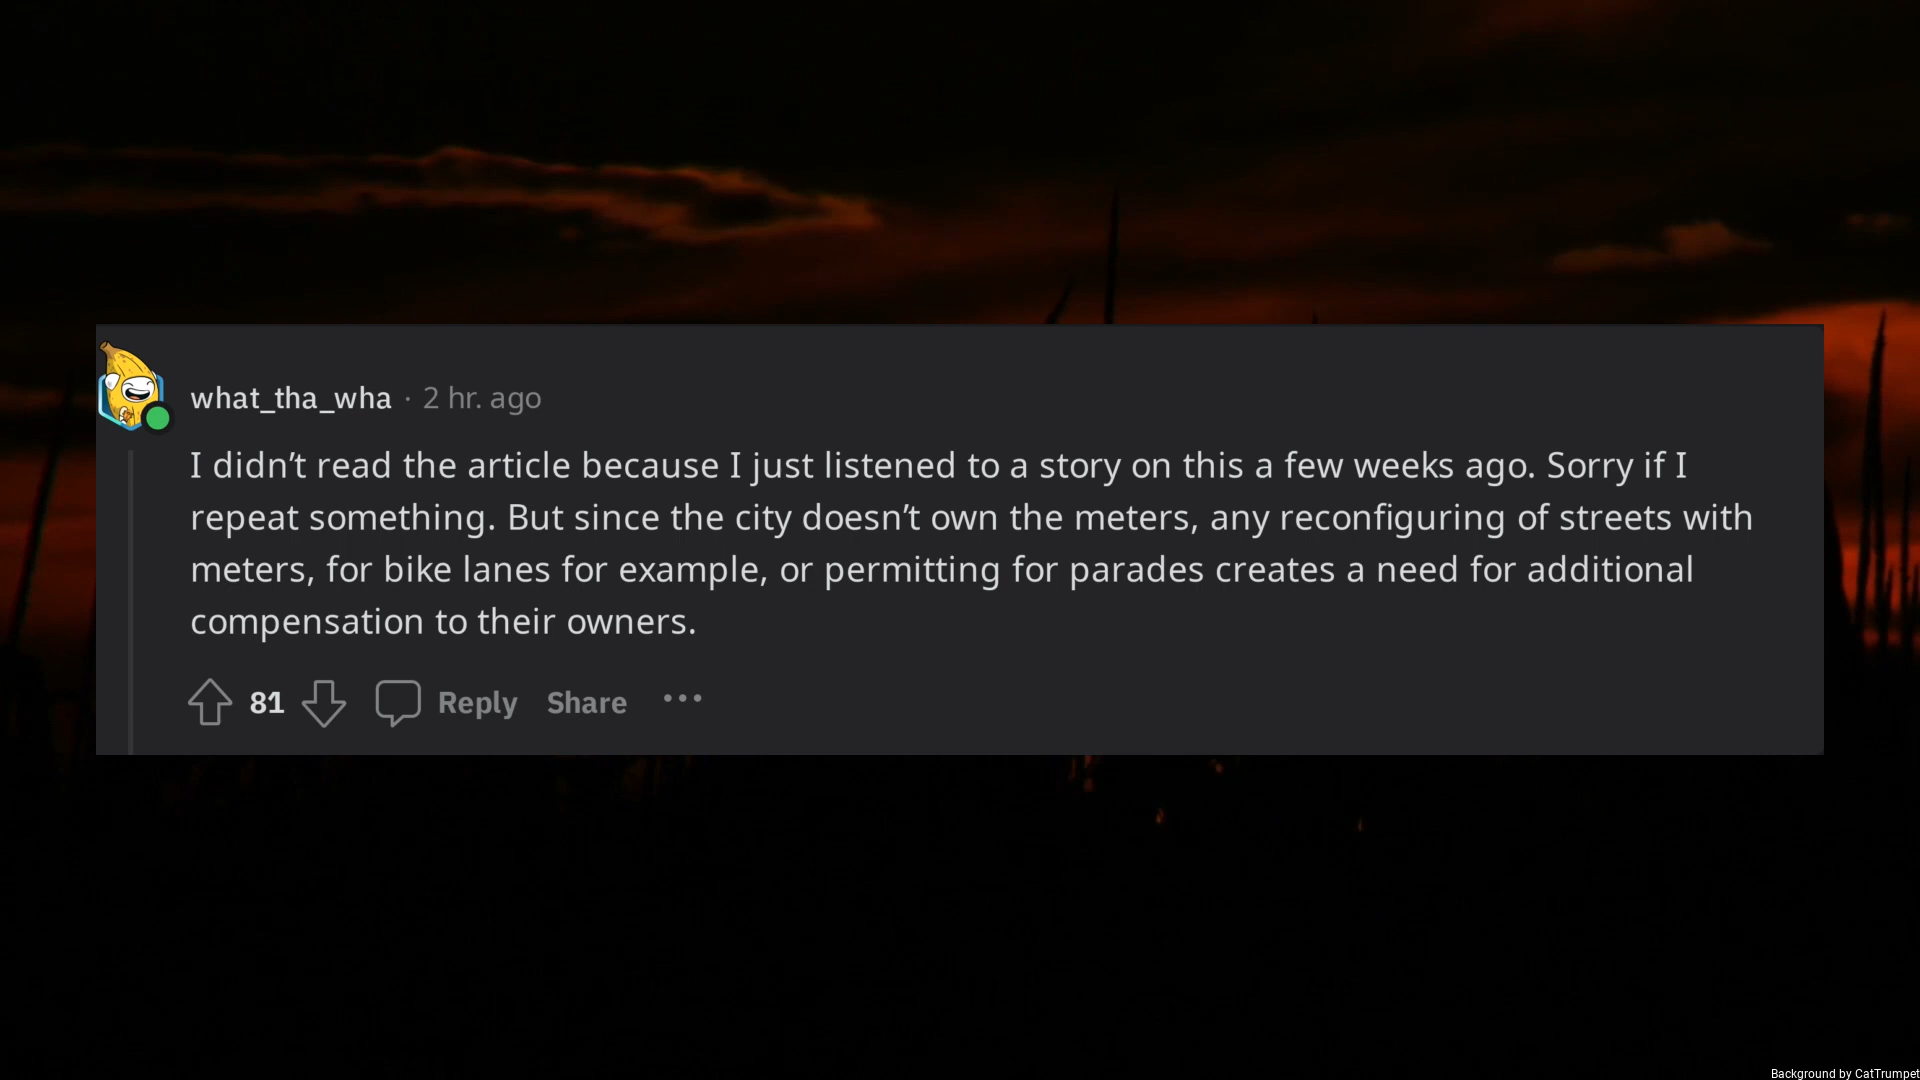 what_tha_wha · 2 hr. ago
I didn’t read the article because I just listened to a story on this a few weeks ago. Sorry if I
repeat something. But since the city doesn’t own the meters, any reconfiguring of streets with
meters, for bike lanes for example, or permitting for parades creates a need for additional
compensation to their owners.
81 Reply Share ...
Background by CatTrumpet